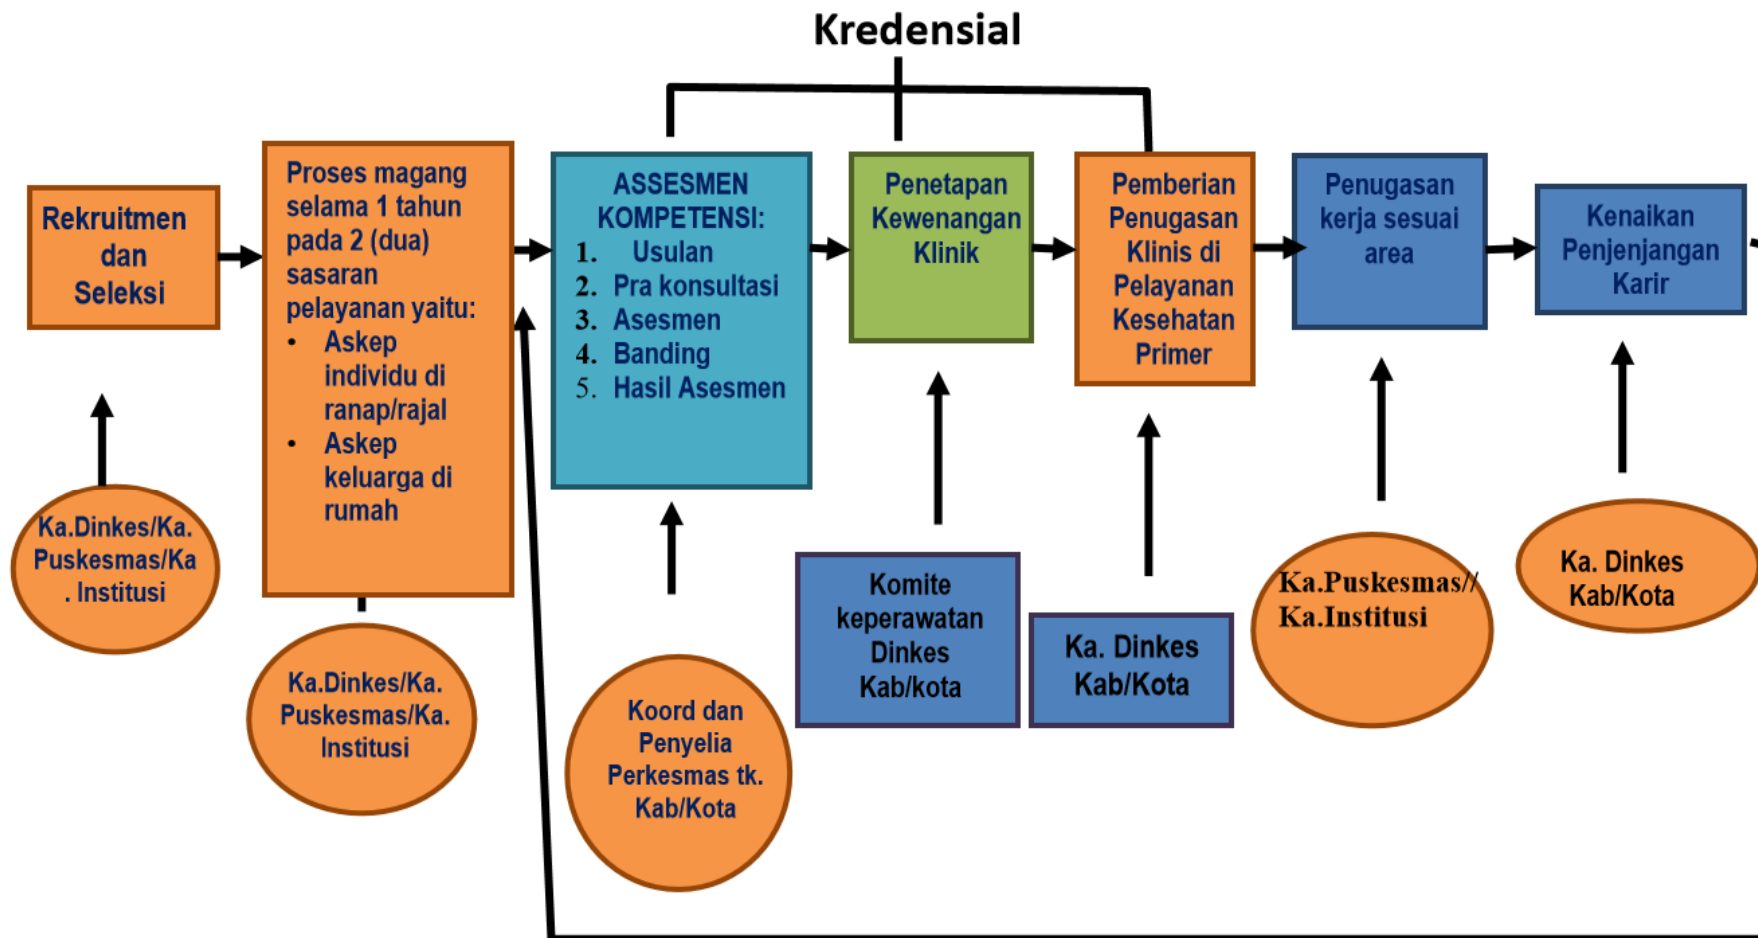 Kredensial
Rekruitmen
dan
Seleksi
Proses magang
selama 1 tahun
pada 2 (dua)
sasaran
pelayanan yaitu:
• Askep
individu di
ranap/rajal
• Askep
keluarga di
rumah
ASSESMEN
KOMPETENSI:
1. Usulan
2. Pra konsultasi
3. Asesmen
4. Banding
5. Hasil Asesmen
Penetapan
Kewenangan
Klinik
Pemberian
Penugasan
Klinis di
Pelayanan
Kesehatan
Primer
Penugasan
kerja sesuai
area
Kenaikan
Penjenjangan
Karir
Ka.Dinkes/Ka.
Puskesmas/Ka
. Institusi
Ka.Dinkes/Ka.
Puskesmas/Ka.
Institusi
Koord dan
Penyelia
Perkesmas tk.
Kab/Kota
Komite
keperawatan
Dinkes
Kab/kota
Ka. Dinkes
Kab/Kota
Ka.Puskesmas//
Ka.Institusi
Ka. Dinkes
Kab/Kota